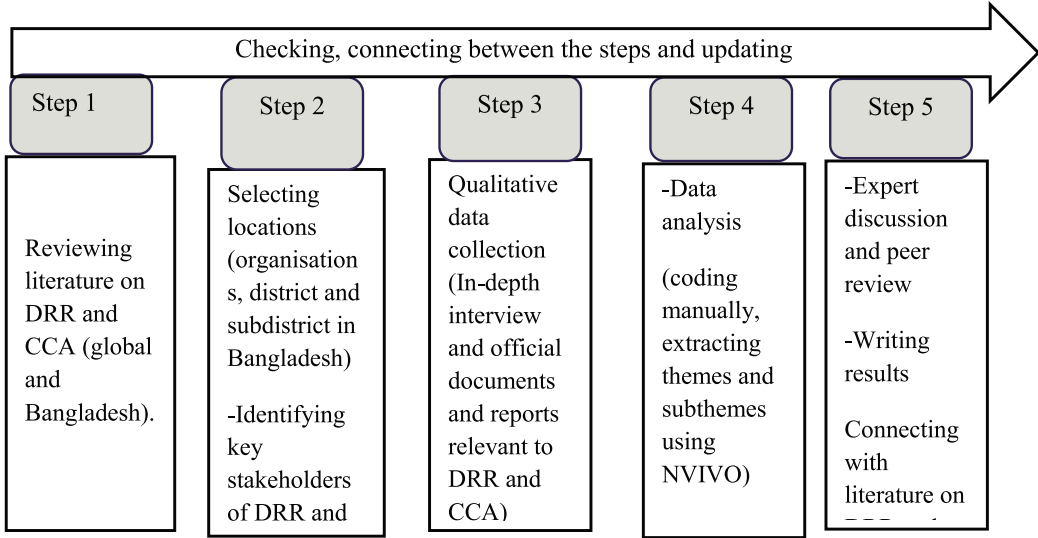 Checking, connecting between the steps and updating
Step 1
Reviewing
literature on
DRR and
CCA (global
and
Bangladesh).
Step 2
Selecting
locations
(organisation
s, district and
subdistrict in
Bangladesh)
-Identifying
key
stakeholders
of DRR and
Step 3
Qualitative
data
collection
(In-depth
interview
and official
documents
and reports
relevant to
DRR and
CCA)
Step 4
-Data
analysis
(coding
manually,
extracting
themes and
subthemes
using
NVIVO)
Step 5
-Expert
discussion
and peer
review
-Writing
results
Connecting
with
literature on